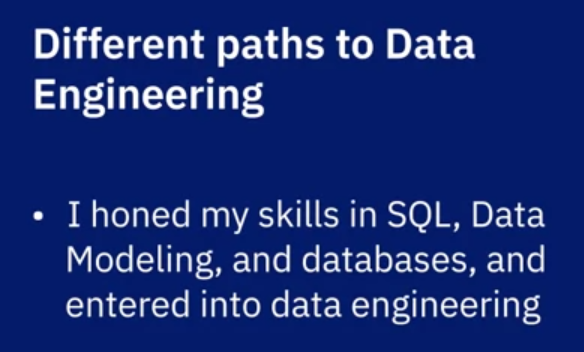 Different paths to Data
Engineering
• I honed my skills in SQL, Data
Modeling, and databases, and
entered into data engineering